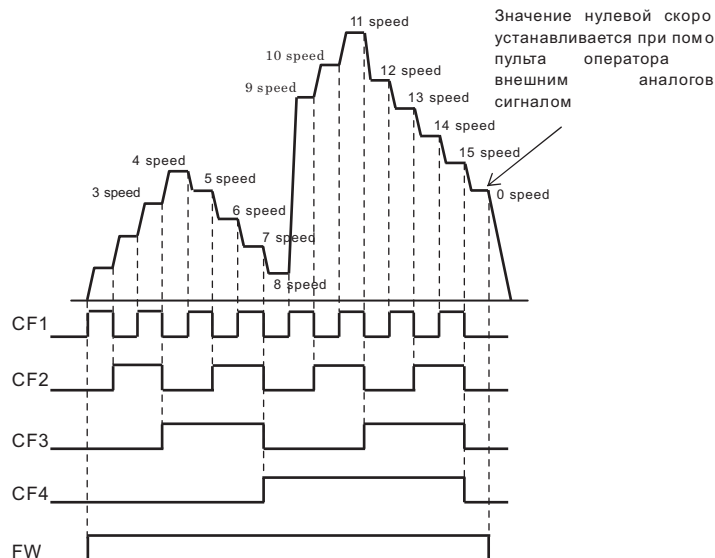 11 speed
10 speed
9 speed
12 speed
13 speed
14 speed
15 speed
0 speed
4 speed
3 speed
5 speed
6 speed
7 speed
8 speed
Значение нулевой скоро
устанавливается при помо
пульта оператора
внешним аналогов
сигналом
CF1
CF2
CF3
CF4
FW